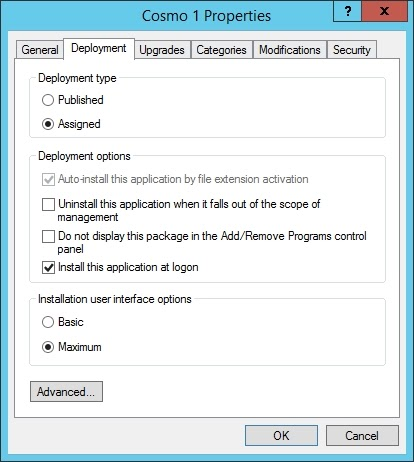 Cosmo 1 Properties
? x
General Deployment Upgrades Categories Modifications Security
Deployment type
Published
Assigned
Deployment options
Auto-install this application by file extension activation
Uninstall this application when it falls out of the scope of
management
Do not display this package in the Add/Remove Programs control
panel
Install this application at logon
Installation user interface options
Basic
Maximum
Advanced...
OK Cancel